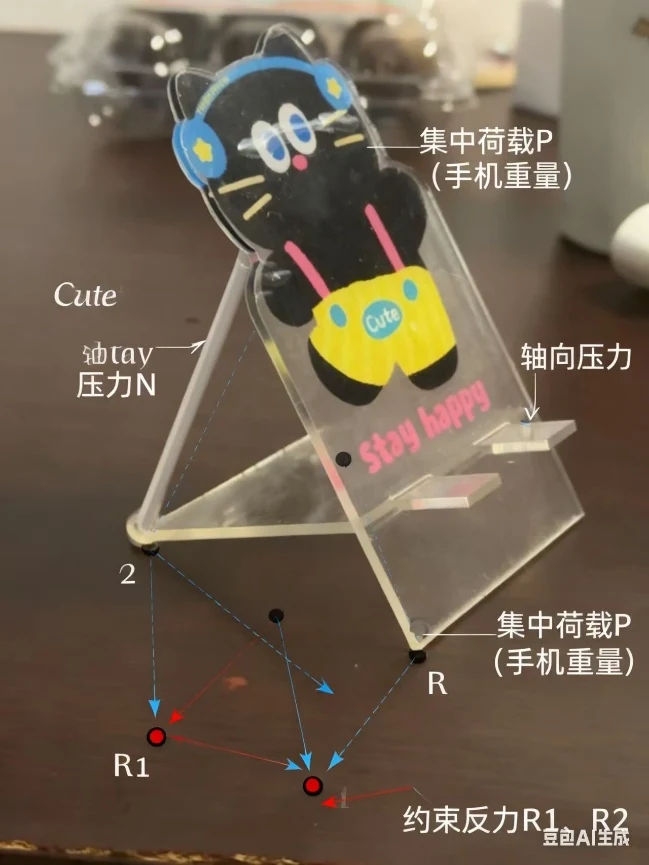 集中荷载P
(手机重量)
Cute
压力N
轴向压力
Cute
stay happy
2
集中荷载P
(手机重量)
R
R1
约束反力R1、R2
豆包AI生成